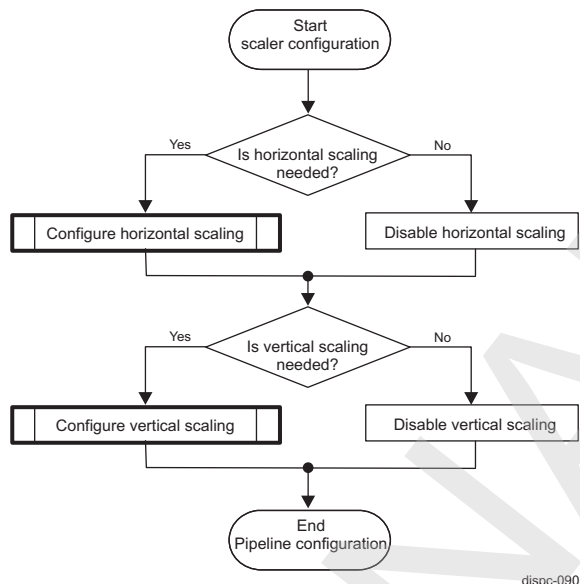 Start
scaler configuration
Is horizontal scaling
needed?
Yes
No
Configure horizontal scaling
Disable horizontal scaling
Is vertical scaling
needed?
Yes
No
Configure vertical scaling
Disable vertical scaling
End
Pipeline configuration
dispc-090